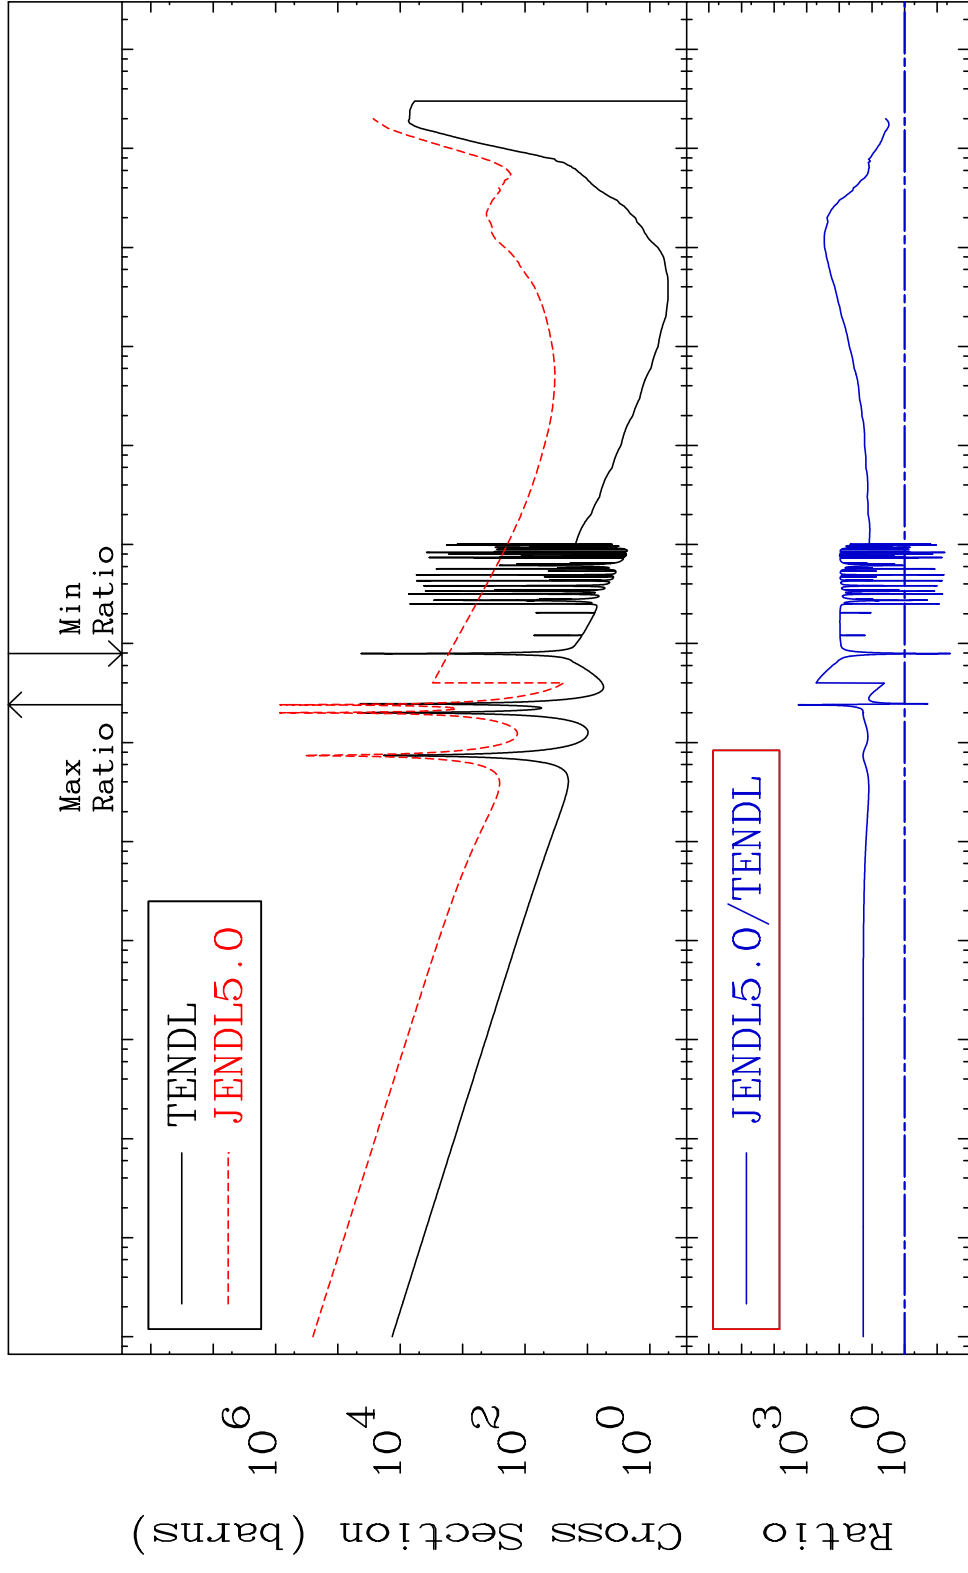 Max
Ratio
Min
Ratio
TENDL
JENDL5.0
10^6
10^4
10^2
10^0
Cross Section (barns)
JENDL5.0/TENDL
10^3
10^0
Ratio